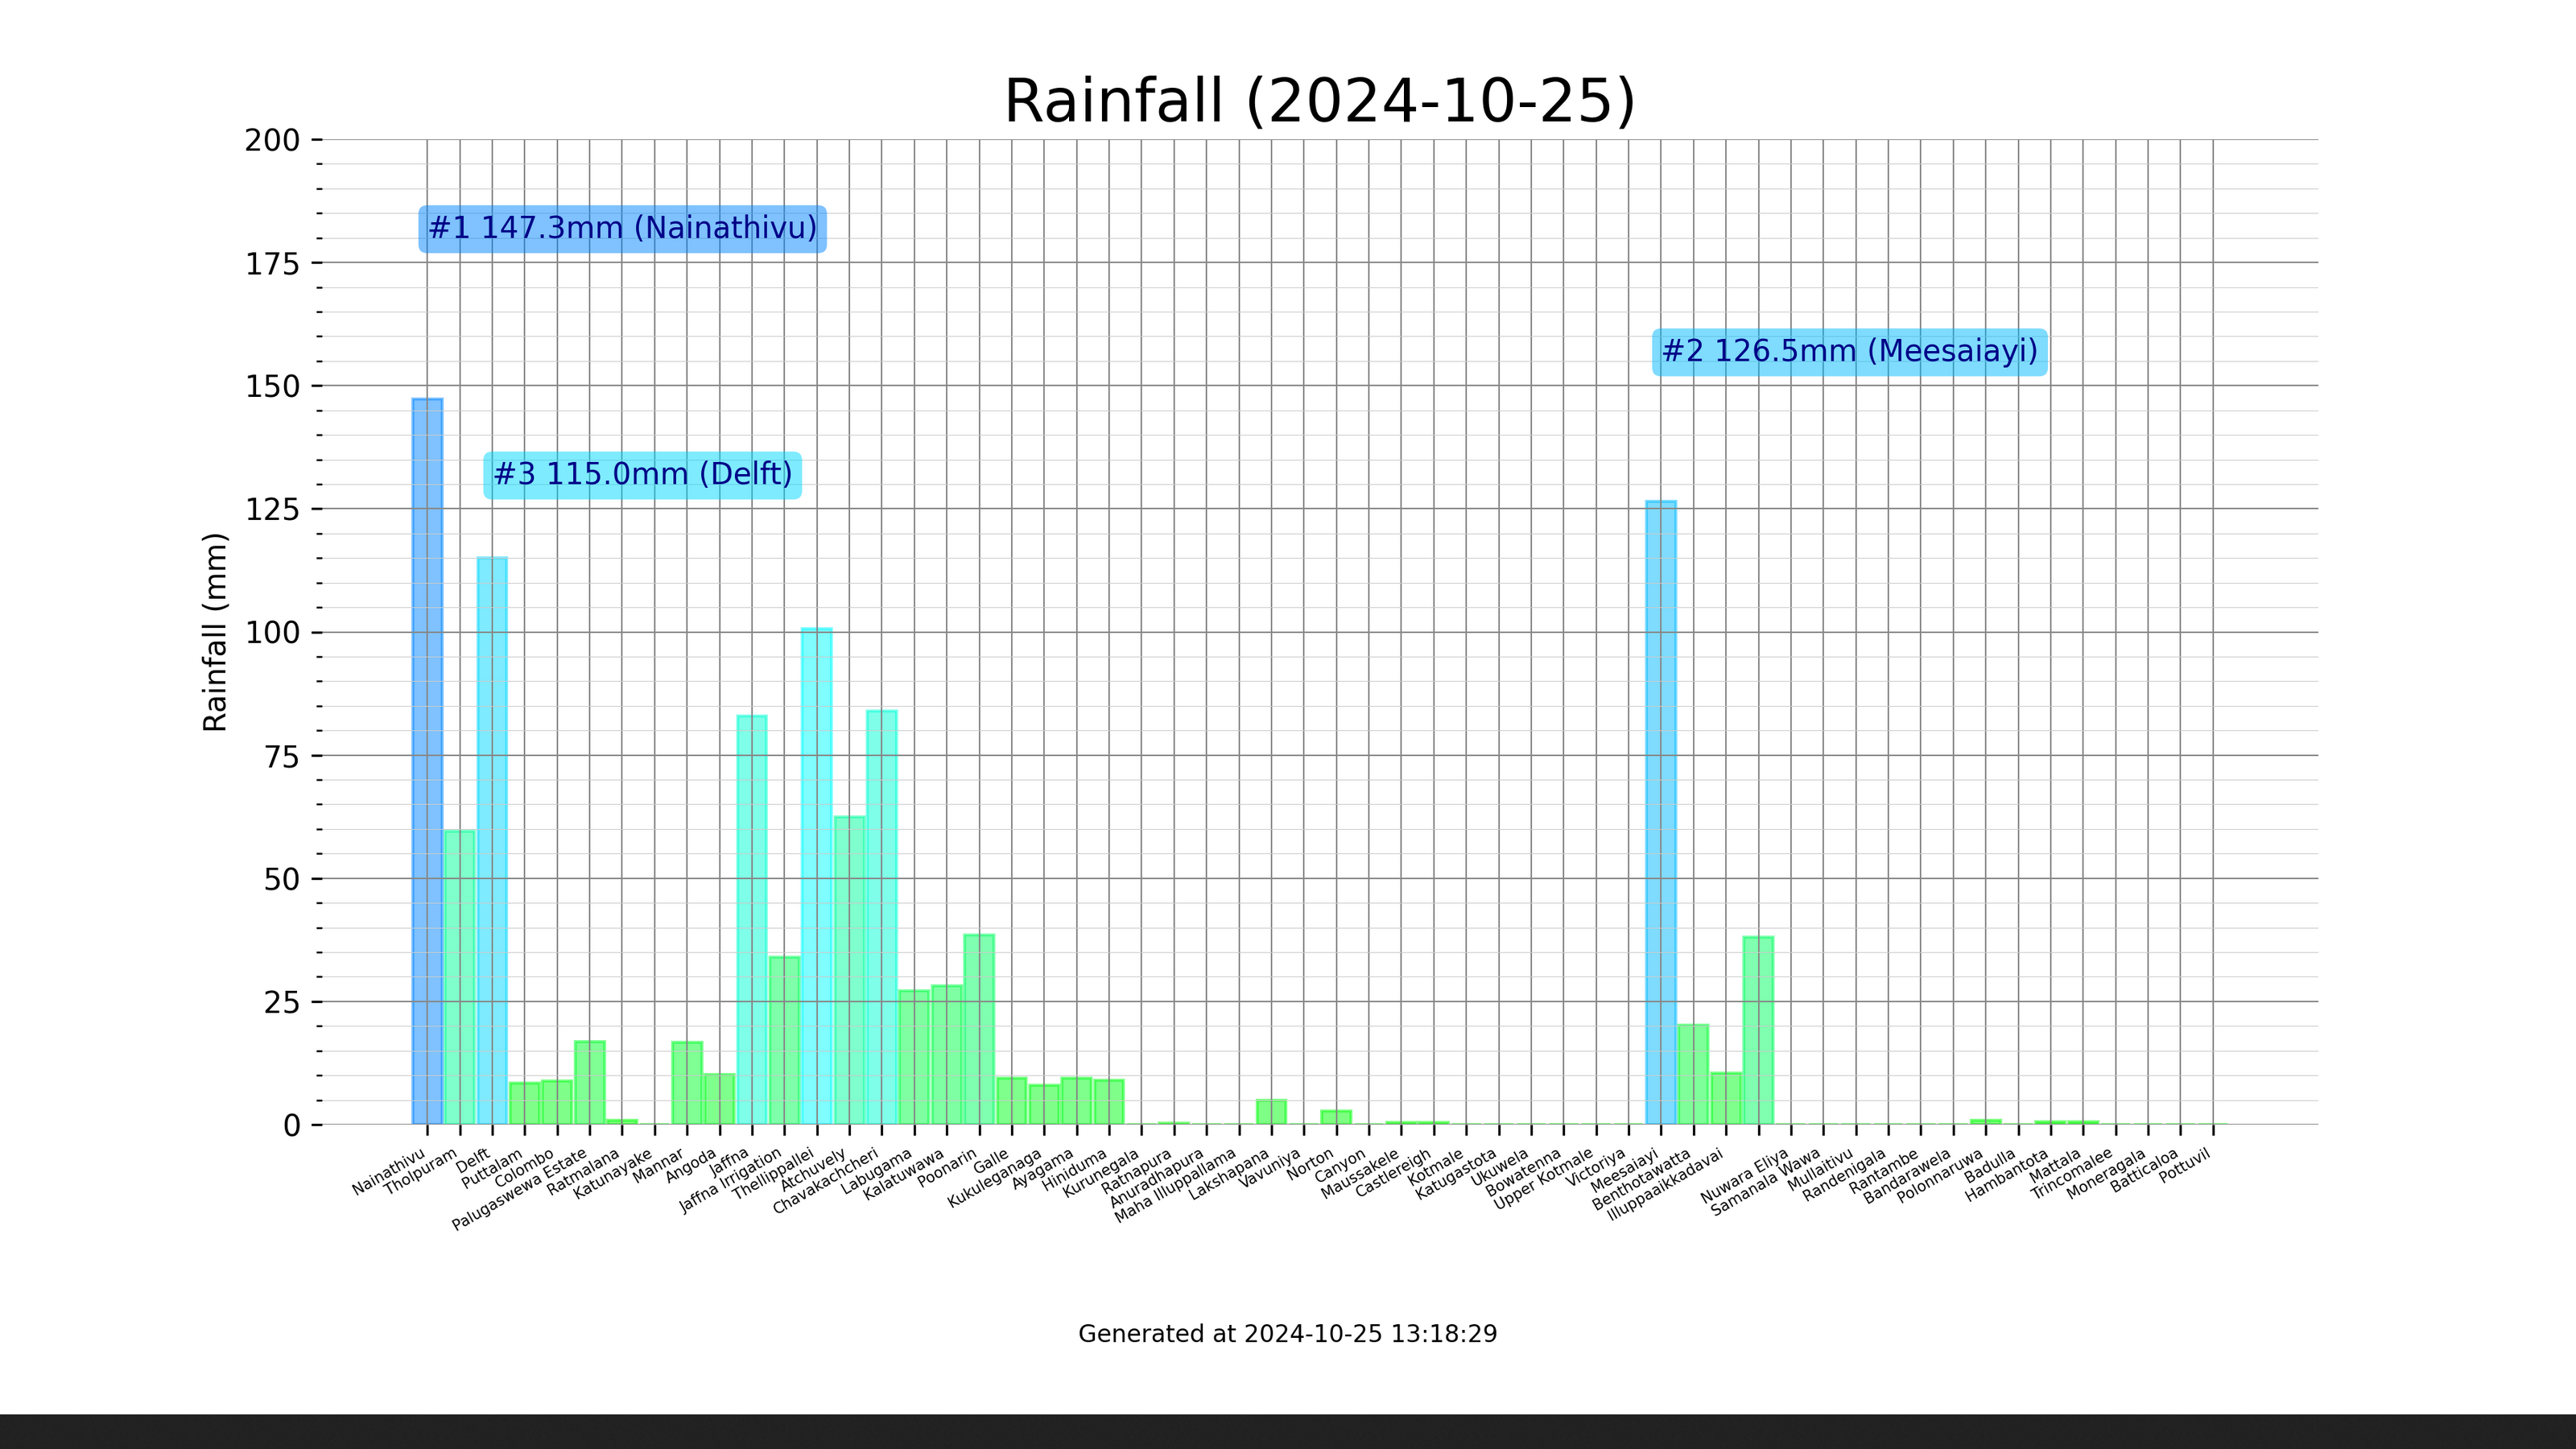 Rainfall (2024-10-25)
200
175
150
125
100
75
50
25
0
Rainfall (mm)
#1 147.3mm (Nainathivu)
#2 126.5mm (Meesaiayi)
#3 115.0mm (Delft)
Nainathivu
Tholpuram
Delft
Puttalam
Colombo
Palugaswewa Estate
Ratmalana
Katunayake
Mannar
Angoda
Jaffna
Jaffna Irrigation
Thellippallei
Atchuvely
Chavakachcheri
Labugama
Kalatuwawa
Poonarin
Galle
Kukuleganaga
Ayagama
Hiniduma
Kurunegala
Ratnapura
Anuradhapura
Maha Illuppallama
Lakshapana
Vavuniya
Norton
Canyon
Maussakele
Castlereigh
Kotmale
Katugastota
Ukuwela
Bowatenna
Upper Kotmale
Victoriya
Meesaiayi
Benthotawatta
Illuppaaikkadavai
Nuwara Eliya
Samanala Wawa
Mullaitivu
Randenigala
Rantambe
Bandarawela
Polonnaruwa
Badulla
Hambantota
Mattala
Trincomalee
Moneragala
Batticaloa
Pottuvil
Generated at 2024-10-25 13:18:29